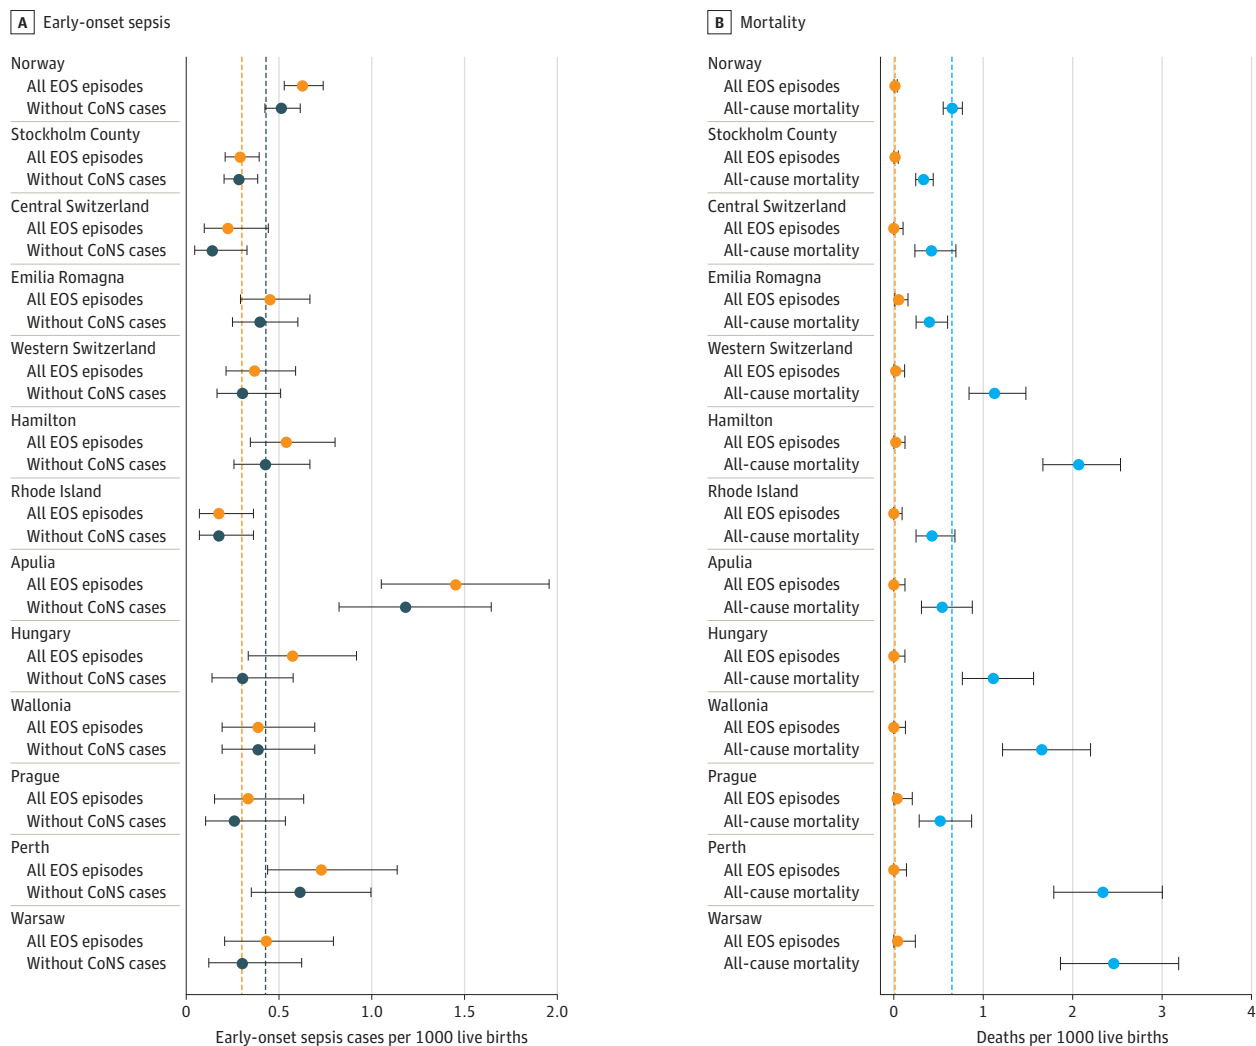 A Early-onset sepsis
Norway
All EOS episodes
Without CoNS cases
Stockholm County
All EOS episodes
Without CoNS cases
Central Switzerland
All EOS episodes
Without CoNS cases
Emilia Romagna
All EOS episodes
Without CoNS cases
Western Switzerland
All EOS episodes
Without CoNS cases
Hamilton
All EOS episodes
Without CoNS cases
Rhode Island
All EOS episodes
Without CoNS cases
Apulia
All EOS episodes
Without CoNS cases
Hungary
All EOS episodes
Without CoNS cases
Wallonia
All EOS episodes
Without CoNS cases
Prague
All EOS episodes
Without CoNS cases
Perth
All EOS episodes
Without CoNS cases
Warsaw
All EOS episodes
Without CoNS cases
0 0.5 1.0 1.5 2.0
Early-onset sepsis cases per 1000 live births
B Mortality
Norway
All EOS episodes
All-cause mortality
Stockholm County
All EOS episodes
All-cause mortality
Central Switzerland
All EOS episodes
All-cause mortality
Emilia Romagna
All EOS episodes
All-cause mortality
Western Switzerland
All EOS episodes
All-cause mortality
Hamilton
All EOS episodes
All-cause mortality
Rhode Island
All EOS episodes
All-cause mortality
Apulia
All EOS episodes
All-cause mortality
Hungary
All EOS episodes
All-cause mortality
Wallonia
All EOS episodes
All-cause mortality
Prague
All EOS episodes
All-cause mortality
Perth
All EOS episodes
All-cause mortality
Warsaw
All EOS episodes
All-cause mortality
0 1 2 3 4
Deaths per 1000 live births